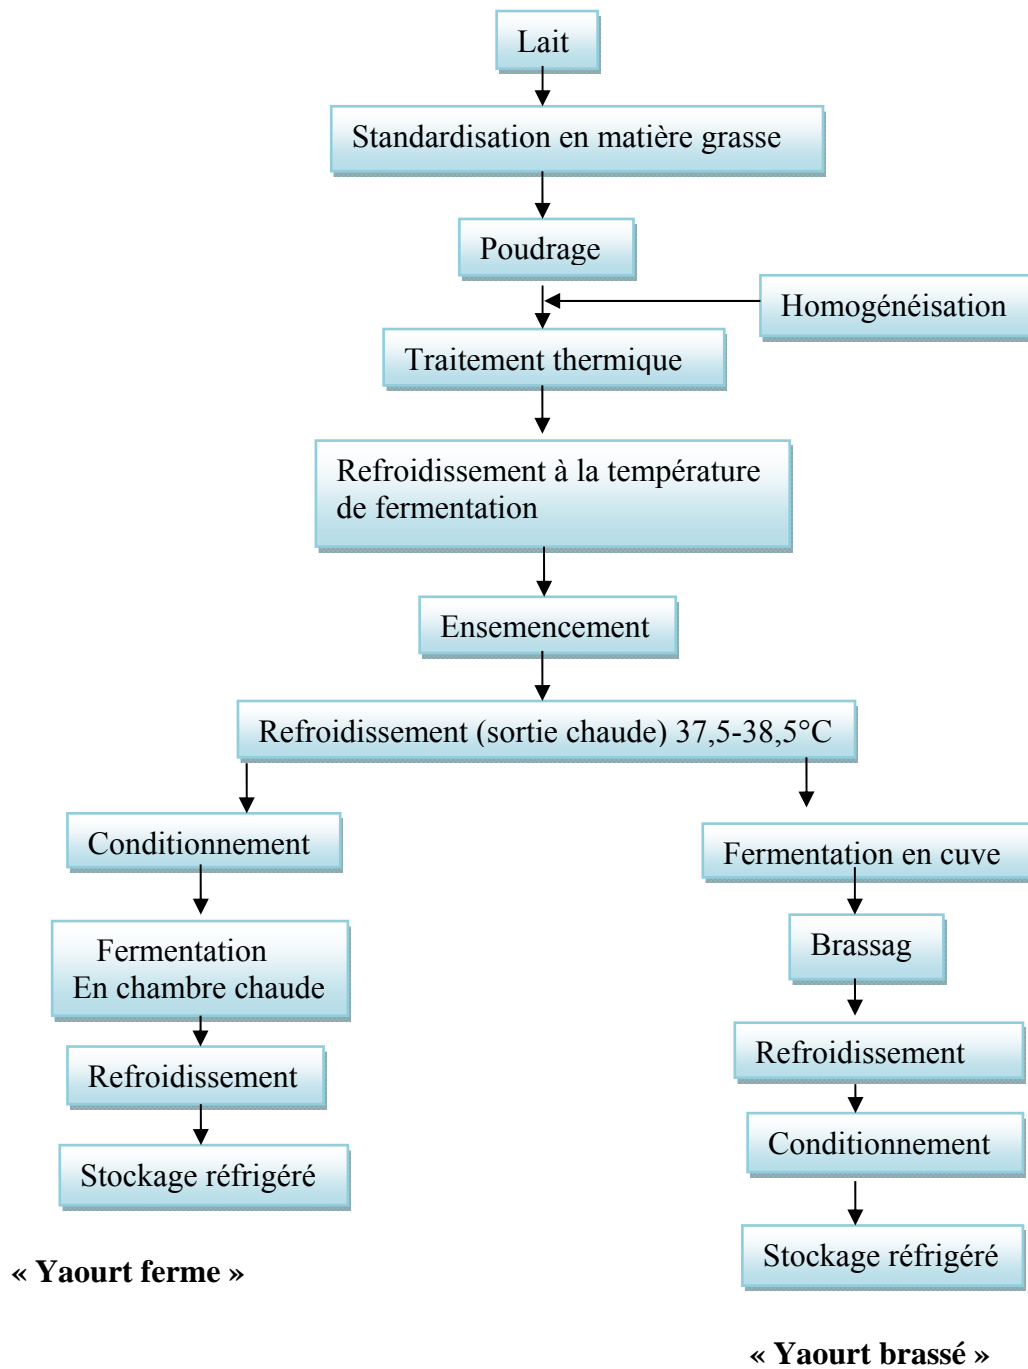 Lait
Standardisation en matière grasse
Poudrage
Homogénéisation
Traitement thermique
Refroidissement à la température
de fermentation
Ensemencement
Refroidissement (sortie chaude) 37,5-38,5°C
Conditionnement
Fermentation
En chambre chaude
Refroidissement
Stockage réfrigéré
« Yaourt ferme »
Fermentation en cuve
Brassag
Refroidissement
Conditionnement
Stockage réfrigéré
« Yaourt brassé »